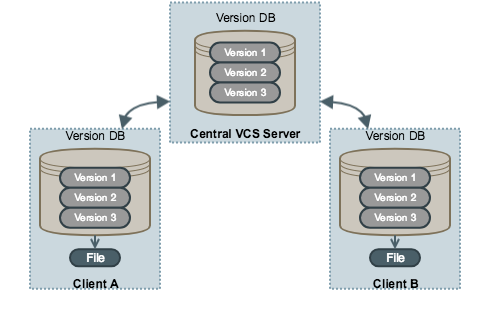 Version DB
Version 1
Version 2
Version 3
Central VCS Server
Version DB
Version 1
Version 2
Version 3
File
Client A
Version DB
Version 1
Version 2
Version 3
File
Client B